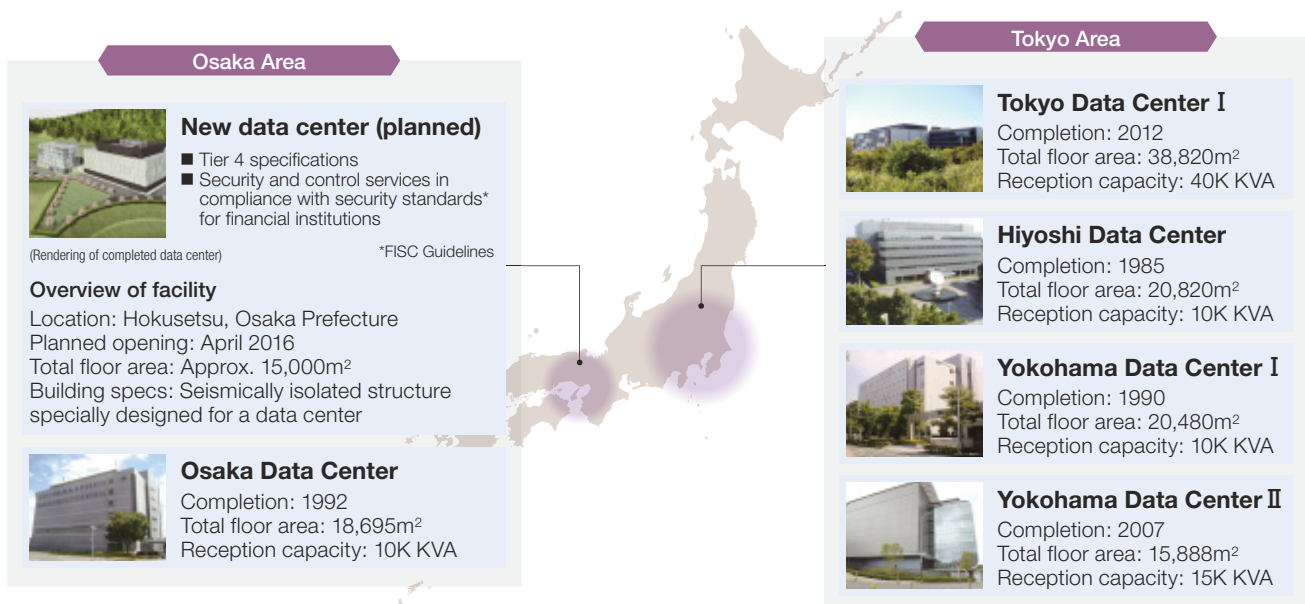 Osaka Area
New data center (planned)
■ Tier 4 specifications
■ Security and control services in
compliance with security standards*
for financial institutions
(Rendering of completed data center)
*FISC Guidelines
Overview of facility
Location: Hokusetsu, Osaka Prefecture
Planned opening: April 2016
Total floor area: Approx. 15,000m²
Building specs: Seismically isolated structure
specially designed for a data center
Osaka Data Center
Completion: 1992
Total floor area: 18,695m²
Reception capacity: 10K KVA
Tokyo Area
Tokyo Data Center Ⅰ
Completion: 2012
Total floor area: 38,820m²
Reception capacity: 40K KVA
Hiyoshi Data Center
Completion: 1985
Total floor area: 20,820m²
Reception capacity: 10K KVA
Yokohama Data Center Ⅰ
Completion: 1990
Total floor area: 20,480m²
Reception capacity: 10K KVA
Yokohama Data Center Ⅱ
Completion: 2007
Total floor area: 15,888m²
Reception capacity: 15K KVA